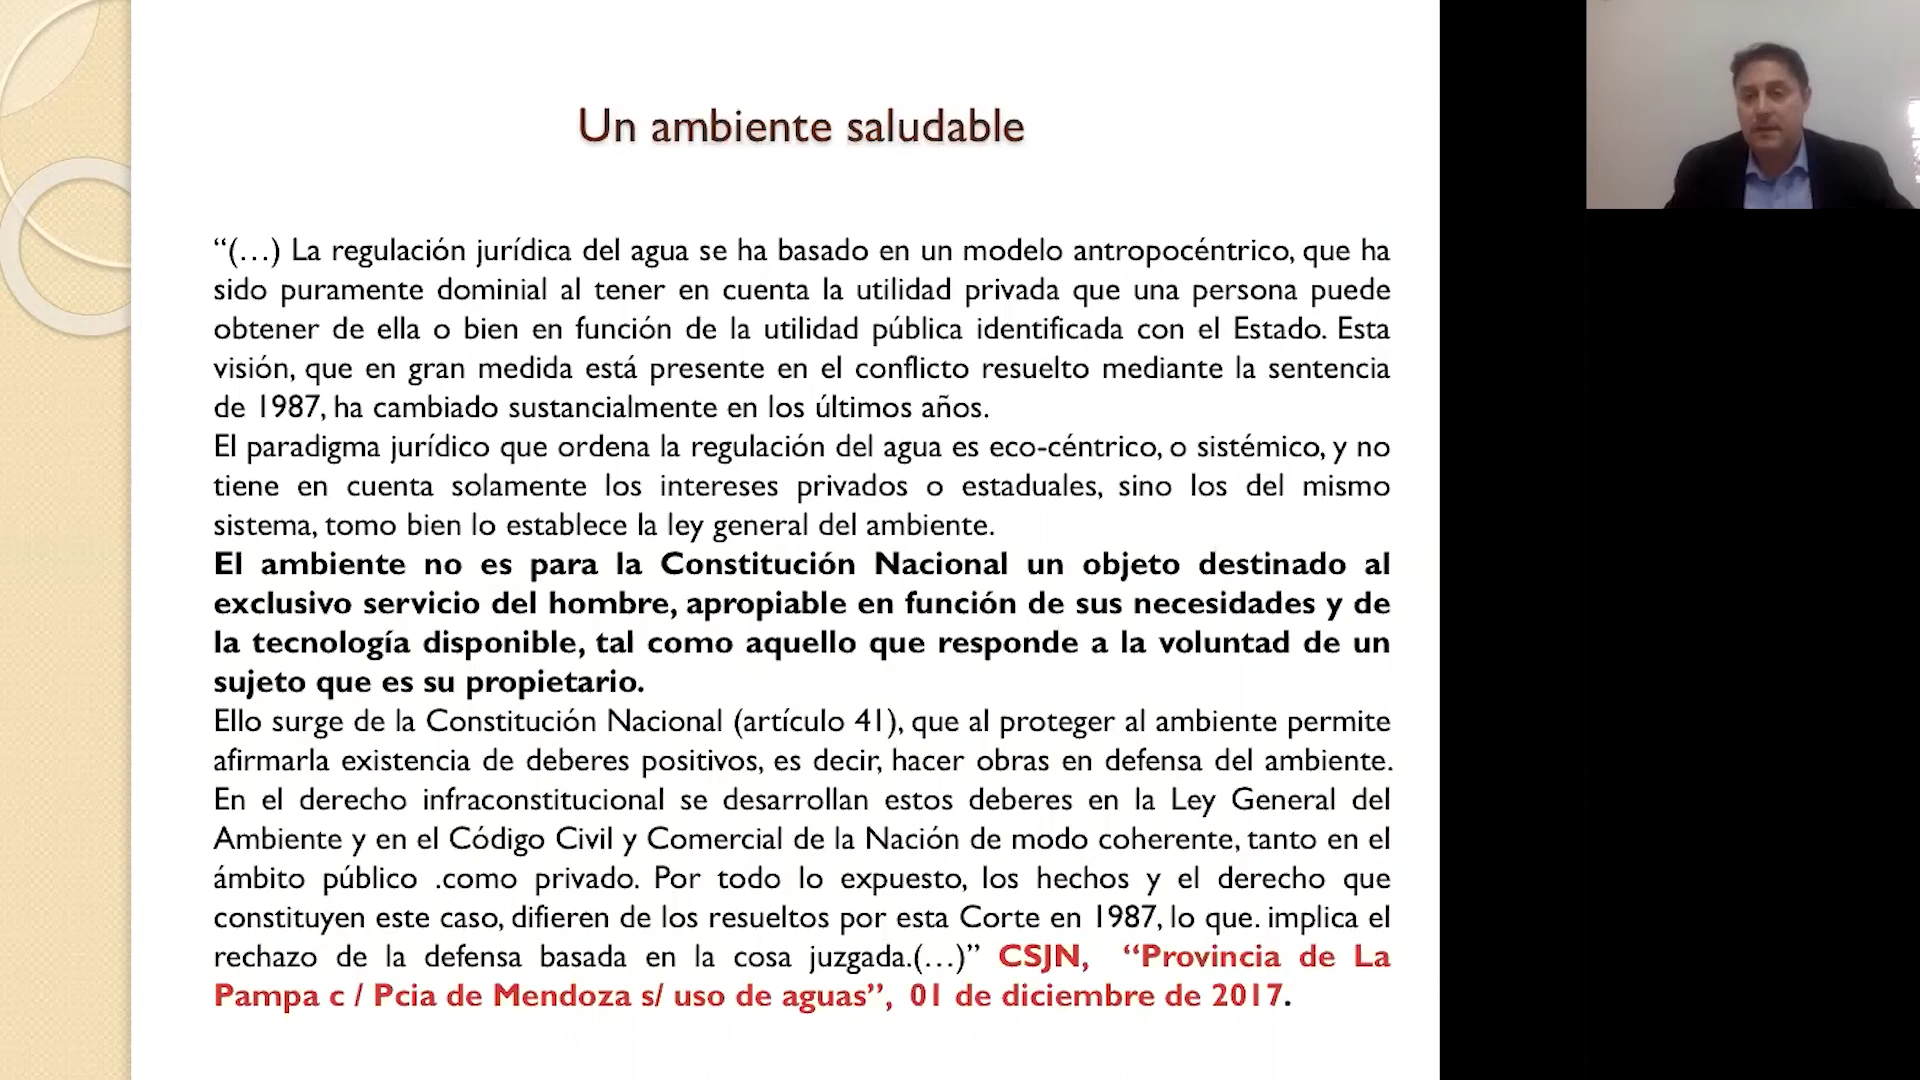 Un ambiente saludable
“(…) La regulación jurídica del agua se ha basado en un modelo antropocéntrico, que ha
sido puramente dominial al tener en cuenta la utilidad privada que una persona puede
obtener de ella o bien en función de la utilidad pública identificada con el Estado. Esta
visión, que en gran medida está presente en el conflicto resuelto mediante la sentencia
de 1987, ha cambiado sustancialmente en los últimos años.
El paradigma jurídico que ordena la regulación del agua es eco-céntrico, o sistémico, y no
tiene en cuenta solamente los intereses privados o estaduales, sino los del mismo
sistema, tomo bien lo establece la ley general del ambiente.
El ambiente no es para la Constitución Nacional un objeto destinado al
exclusivo servicio del hombre, apropiable en función de sus necesidades y de
la tecnología disponible, tal como aquello que responde a la voluntad de un
sujeto que es su propietario.
Ello surge de la Constitución Nacional (artículo 41), que al proteger al ambiente permite
afirmarla existencia de deberes positivos, es decir, hacer obras en defensa del ambiente.
En el derecho infraconstitucional se desarrollan estos deberes en la Ley General del
Ambiente y en el Código Civil y Comercial de la Nación de modo coherente, tanto en el
ámbito público .como privado. Por todo lo expuesto, los hechos y el derecho que
constituyen este caso, difieren de los resueltos por esta Corte en 1987, lo que. implica el
rechazo de la defensa basada en la cosa juzgada.(…)” CSJN, “Provincia de La
Pampa c / Pcia de Mendoza s/ uso de aguas”, 01 de diciembre de 2017.